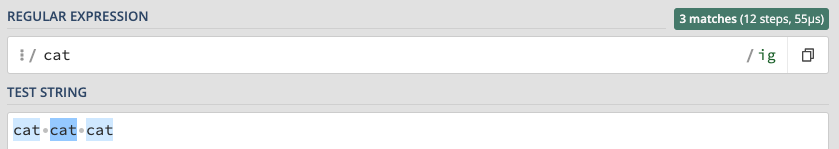 REGULAR EXPRESSION 3 matches (12 steps, 55μs)
/ cat / ig
TEST STRING
cat·cat·cat